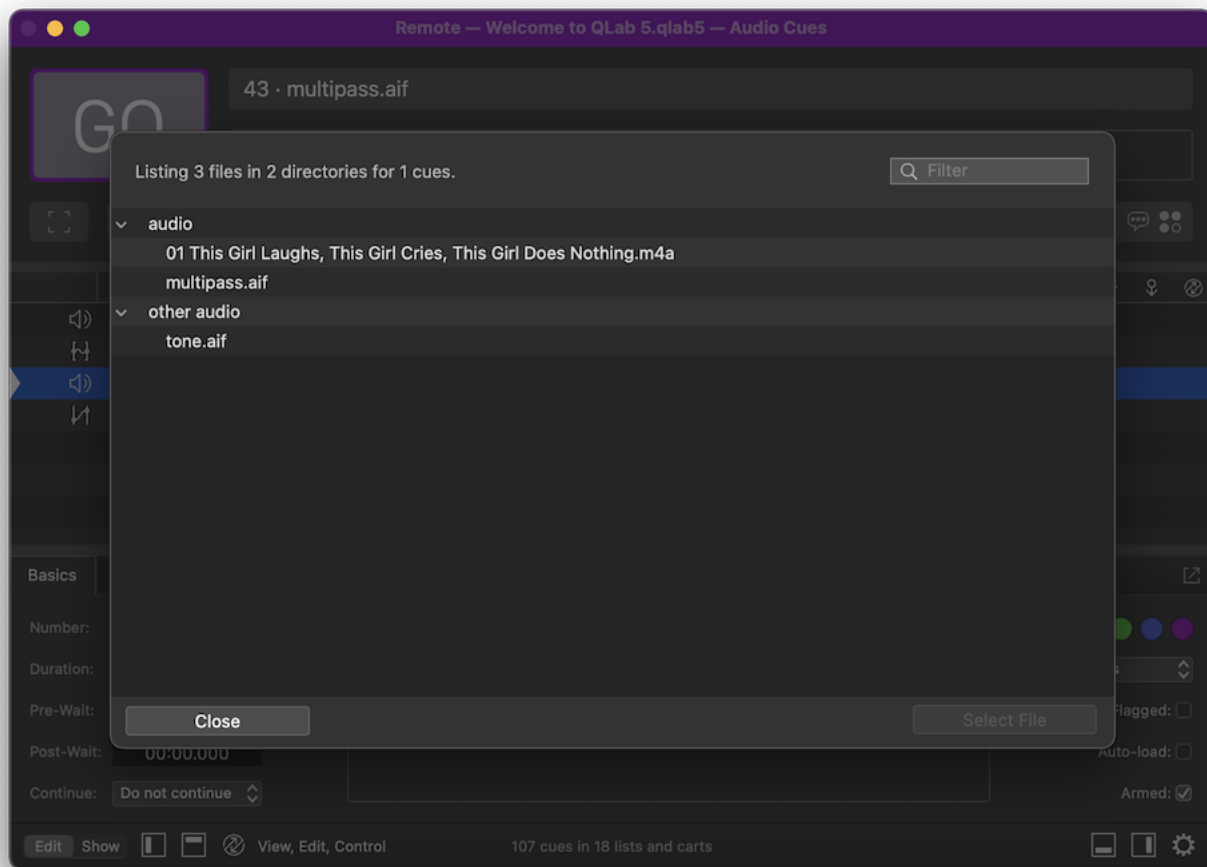 Remote — Welcome to QLab 5.qlab5 — Audio Cues
GO
43 · multipass.aif
Listing 3 files in 2 directories for 1 cues.
Filter
audio
01 This Girl Laughs, This Girl Cries, This Girl Does Nothing.m4a
multipass.aif
other audio
tone.aif
Basics
Number:
Duration:
Pre-Wait:
Flagged:
Close
Select File
Post-Wait: 00:00.000
Auto-load:
Continue: Do not continue
Armed:
Edit Show View, Edit, Control 107 cues in 18 lists and carts